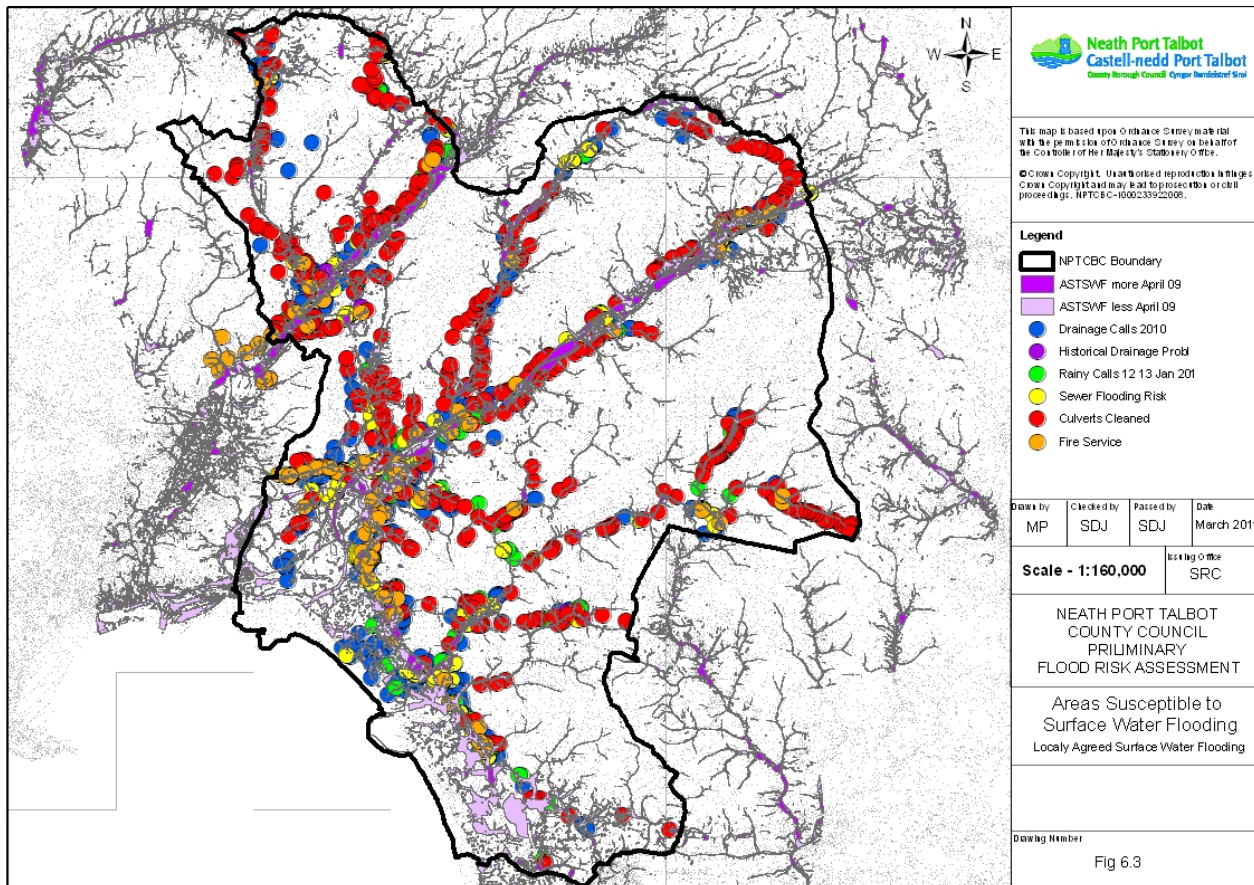 N
W E
S
Neath Port Talbot
Castell-nedd Port Talbot
County Borough Council Cyngor Bwrdeistref Sirol
This map is based upon Ordnance Survey material
with the permission of Ordnance Survey on behalf of
the Controller of Her Majesty's Stationery Office.
© Crown Copyright. Unauthorised reproduction infringes
Crown Copyright and may lead to prosecution or civil
proceedings. NPTCBC-1000233922008.
Legend
NPTCBC Boundary
ASTSWF more April 09
ASTSWF less April 09
Drainage Calls 2010
Historical Drainage Probl
Rainy Calls 12 13 Jan 201
Sewer Flooding Risk
Culverts Cleaned
Fire Service
Drawn by Checked by Passed by Date
MP SDJ SDJ March 201
Scale - 1:160,000 Issuing Office
SRC
NEATH PORT TALBOT
COUNTY COUNCIL
PRILIMINARY
FLOOD RISK ASSESSMENT
Areas Susceptible to
Surface Water Flooding
Localy Agreed Surface Water Flooding
Drawing Number
Fig 6.3